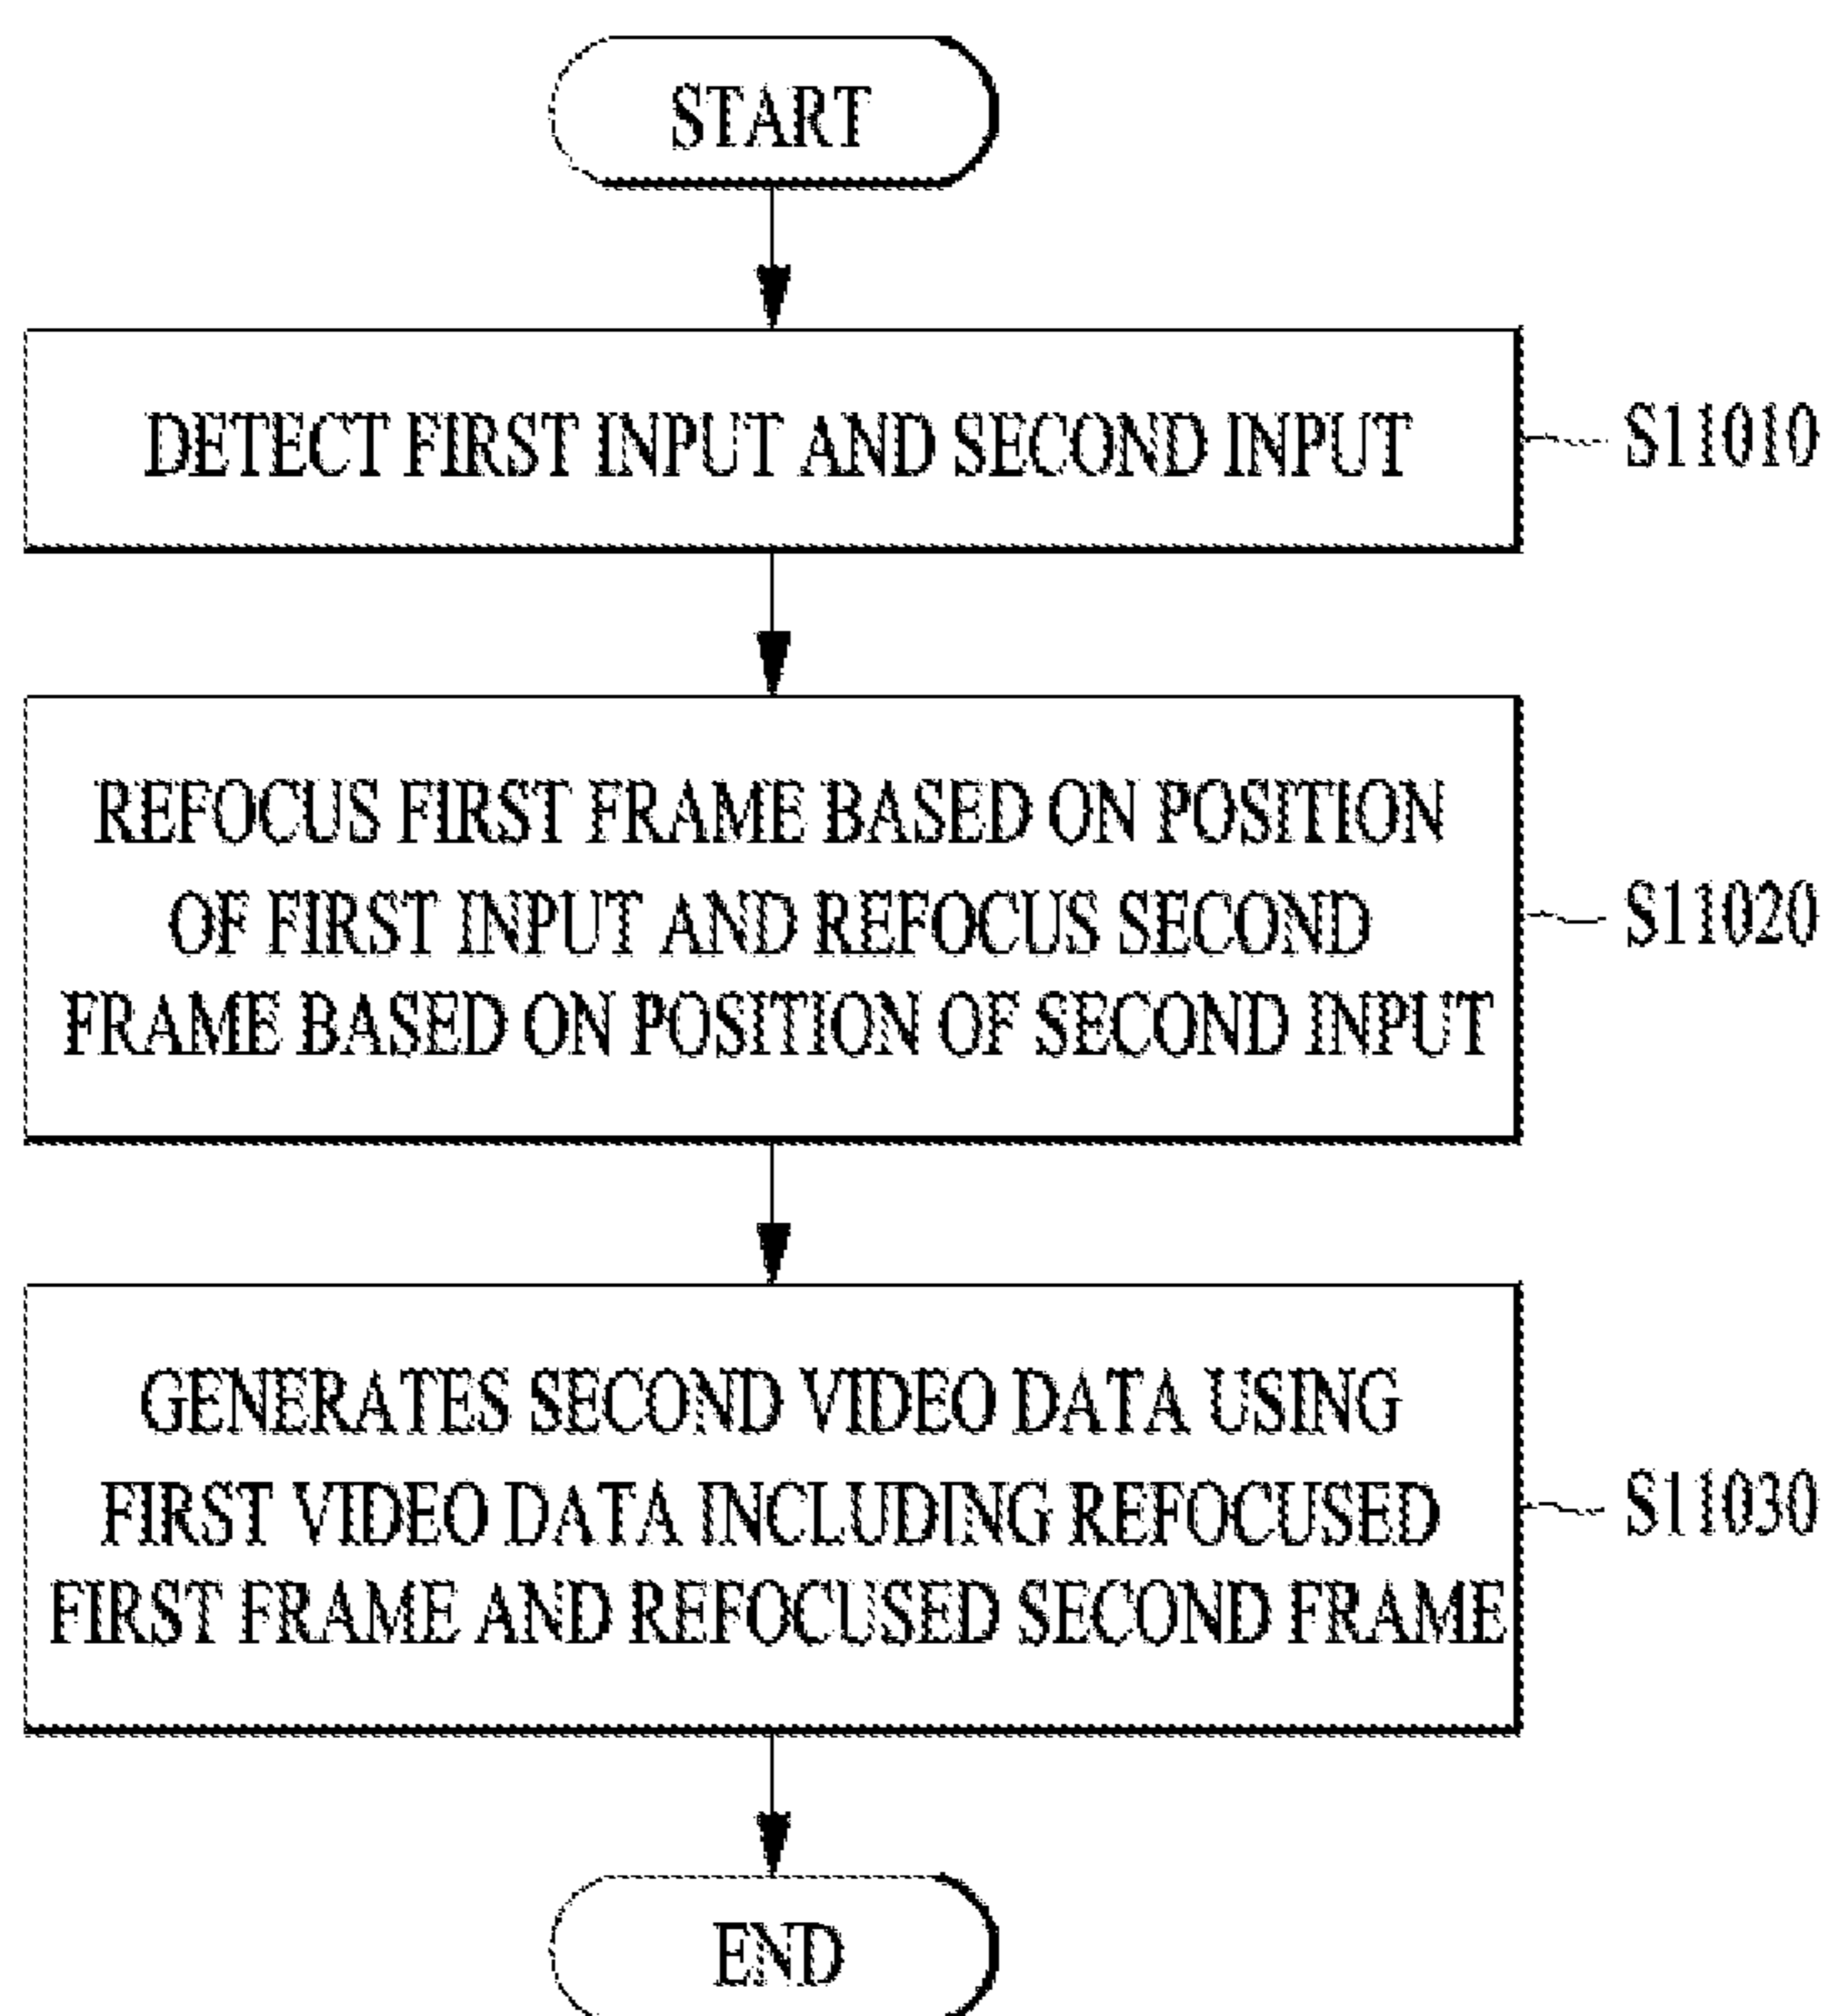 START
DETECT FIRST INPUT AND SECOND INPUT
S11010
REFOCUS FIRST FRAME BASED ON POSITION
OF FIRST INPUT AND REFOCUS SECOND
FRAME BASED ON POSITION OF SECOND INPUT
S11020
GENERATES SECOND VIDEO DATA USING
FIRST VIDEO DATA INCLUDING REFOCUSED
FIRST FRAME AND REFOCUSED SECOND FRAME
S11030
END